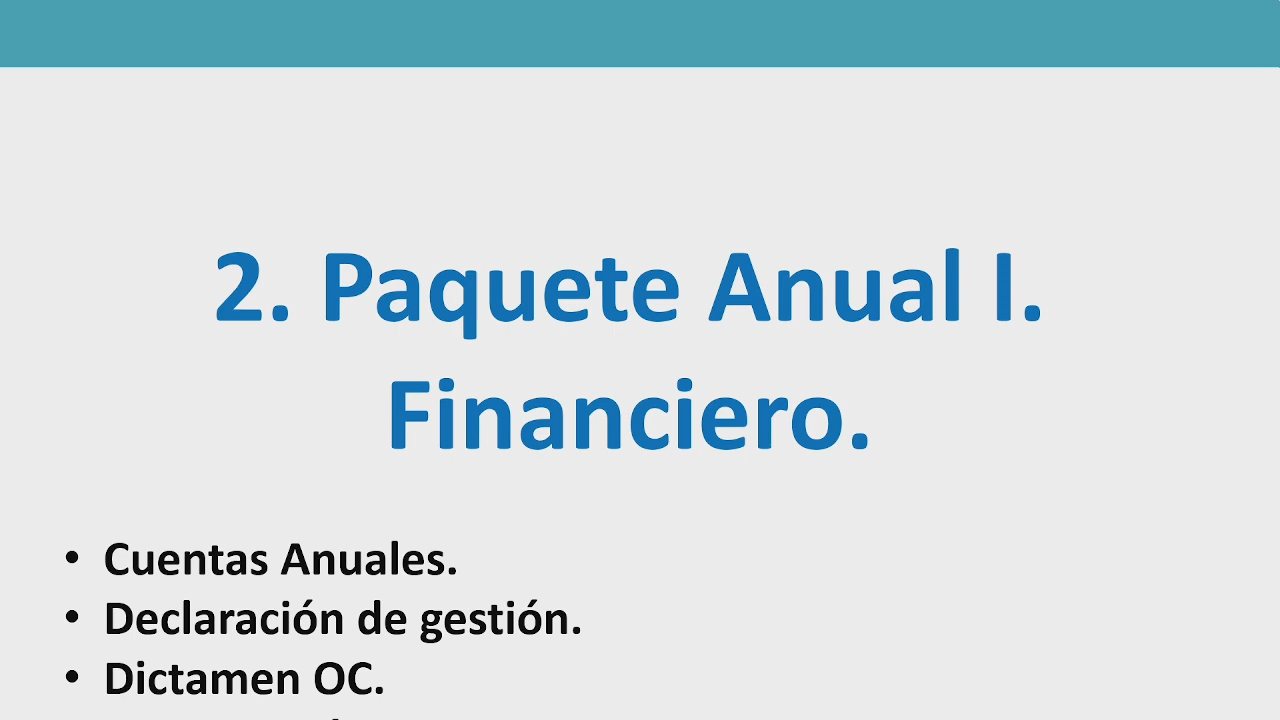 2. Paquete Anual I.
Financiero.
• Cuentas Anuales.
• Declaración de gestión.
• Dictamen OC.